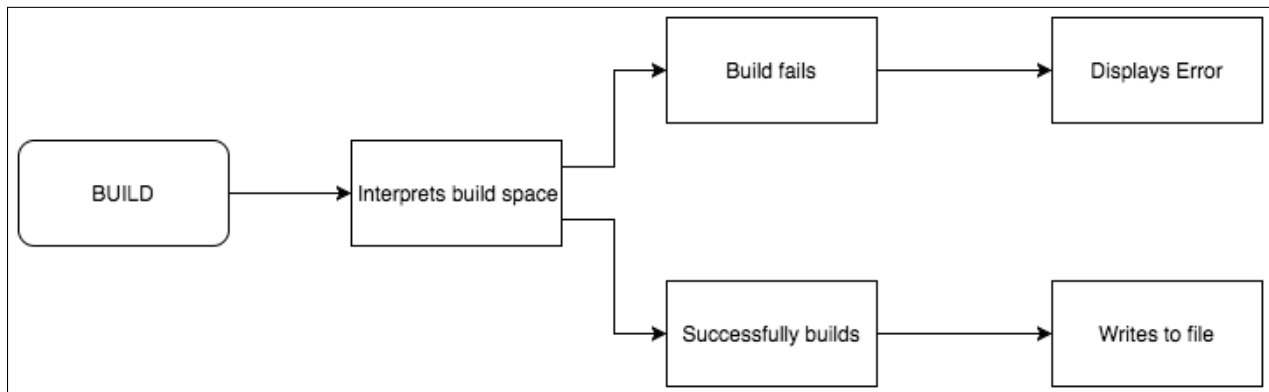 Build fails
Displays Error
BUILD
Interprets build space
Successfully builds
Writes to file